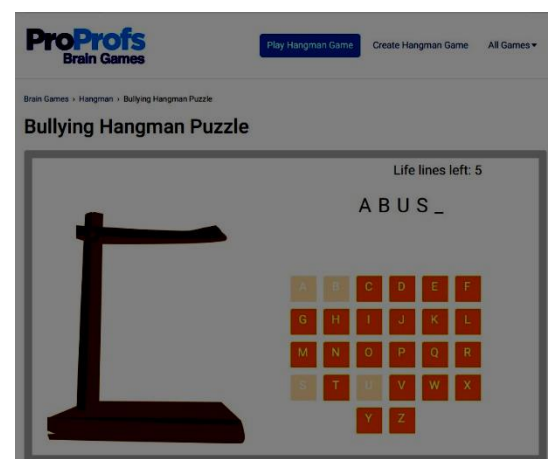 ProProfs
Brain Games
Play Hangman Game Create Hangman Game All Games
Brain Games › Hangman › Bullying Hangman Puzzle
Bullying Hangman Puzzle
Life lines left: 5
A B U S _
A B C D E F
G H I J K L
M N O P Q R
S T U V W X
Y Z